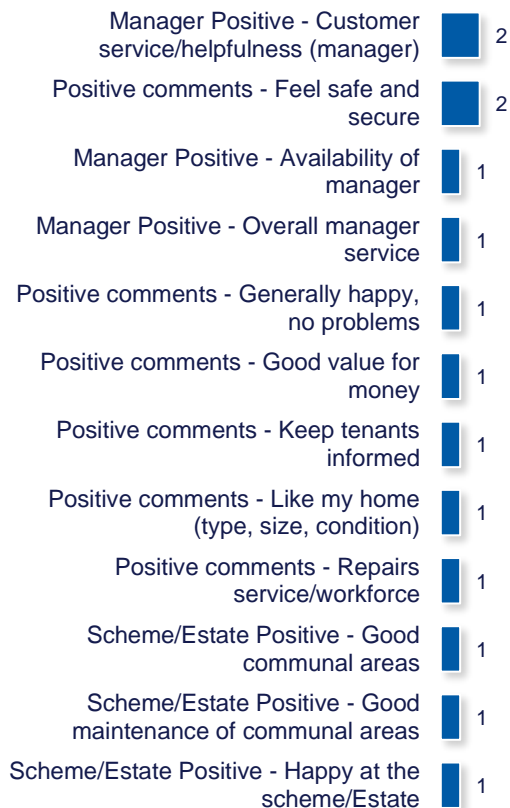 Manager Positive - Customer
service/helpfulness (manager)
2
Positive comments - Feel safe and
secure
2
Manager Positive - Availability of
manager
1
Manager Positive - Overall manager
service
1
Positive comments - Generally happy,
no problems
1
Positive comments - Good value for
money
1
Positive comments - Keep tenants
informed
1
Positive comments - Like my home
(type, size, condition)
1
Positive comments - Repairs
service/workforce
1
Scheme/Estate Positive - Good
communal areas
1
Scheme/Estate Positive - Good
maintenance of communal areas
1
Scheme/Estate Positive - Happy at the
scheme/Estate
1